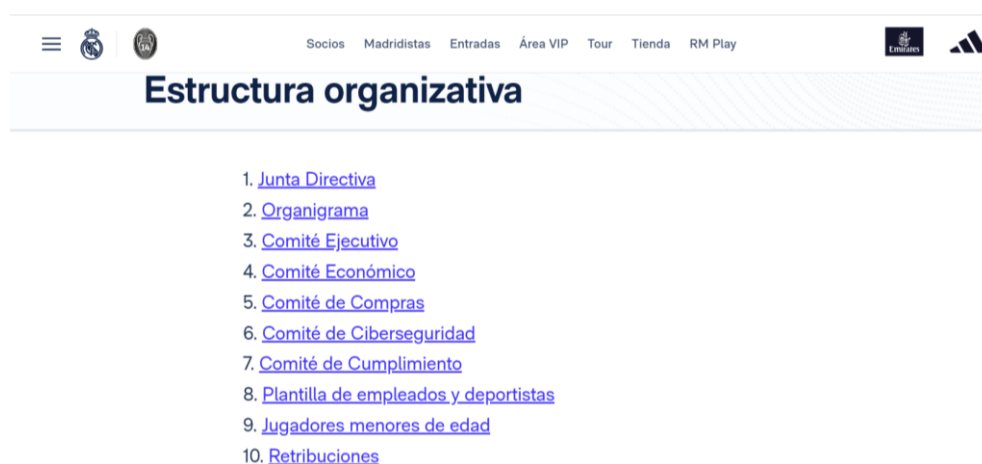 14
Socios Madridistas Entradas Área VIP Tour Tienda RM Play
Emirates
Estructura organizativa
1. Junta Directiva
2. Organigrama
3. Comité Ejecutivo
4. Comité Económico
5. Comité de Compras
6. Comité de Ciberseguridad
7. Comité de Cumplimiento
8. Plantilla de empleados y deportistas
9. Jugadores menores de edad
10. Retribuciones